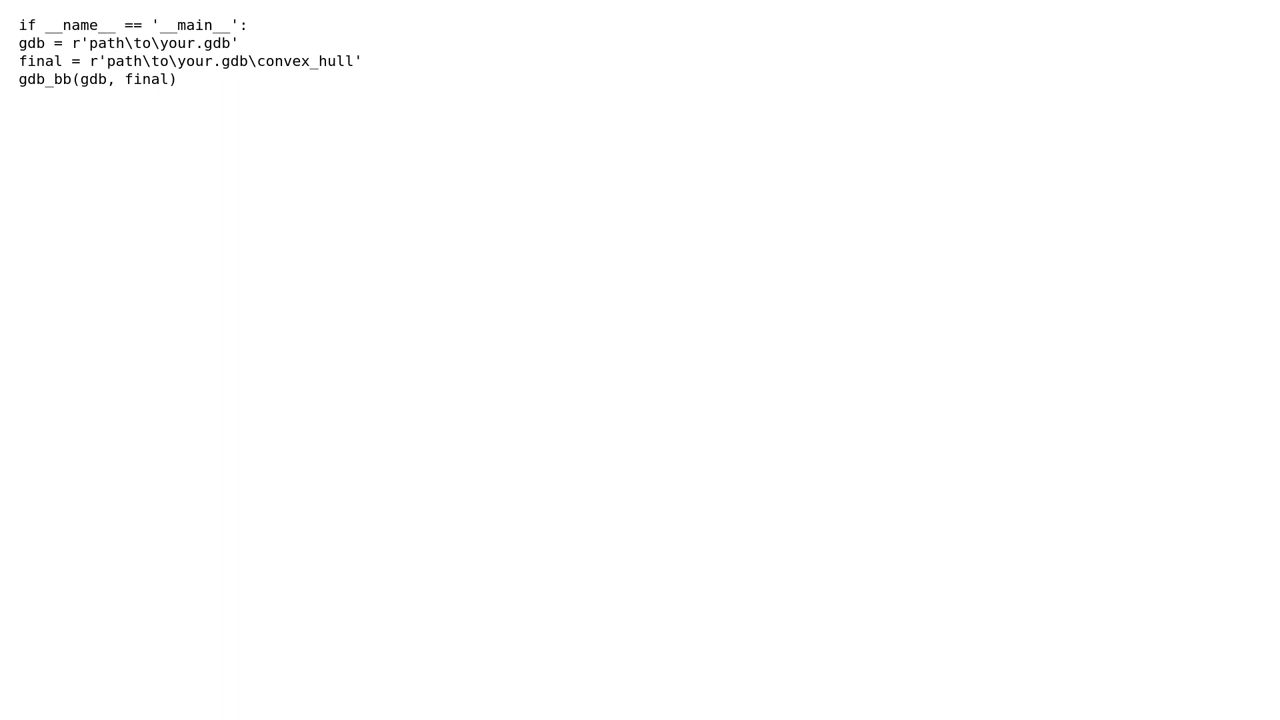 if __name__ == '__main__':
gdb = r'path\to\your.gdb'
final = r'path\to\your.gdb\convex_hull'
gdb_bb(gdb, final)